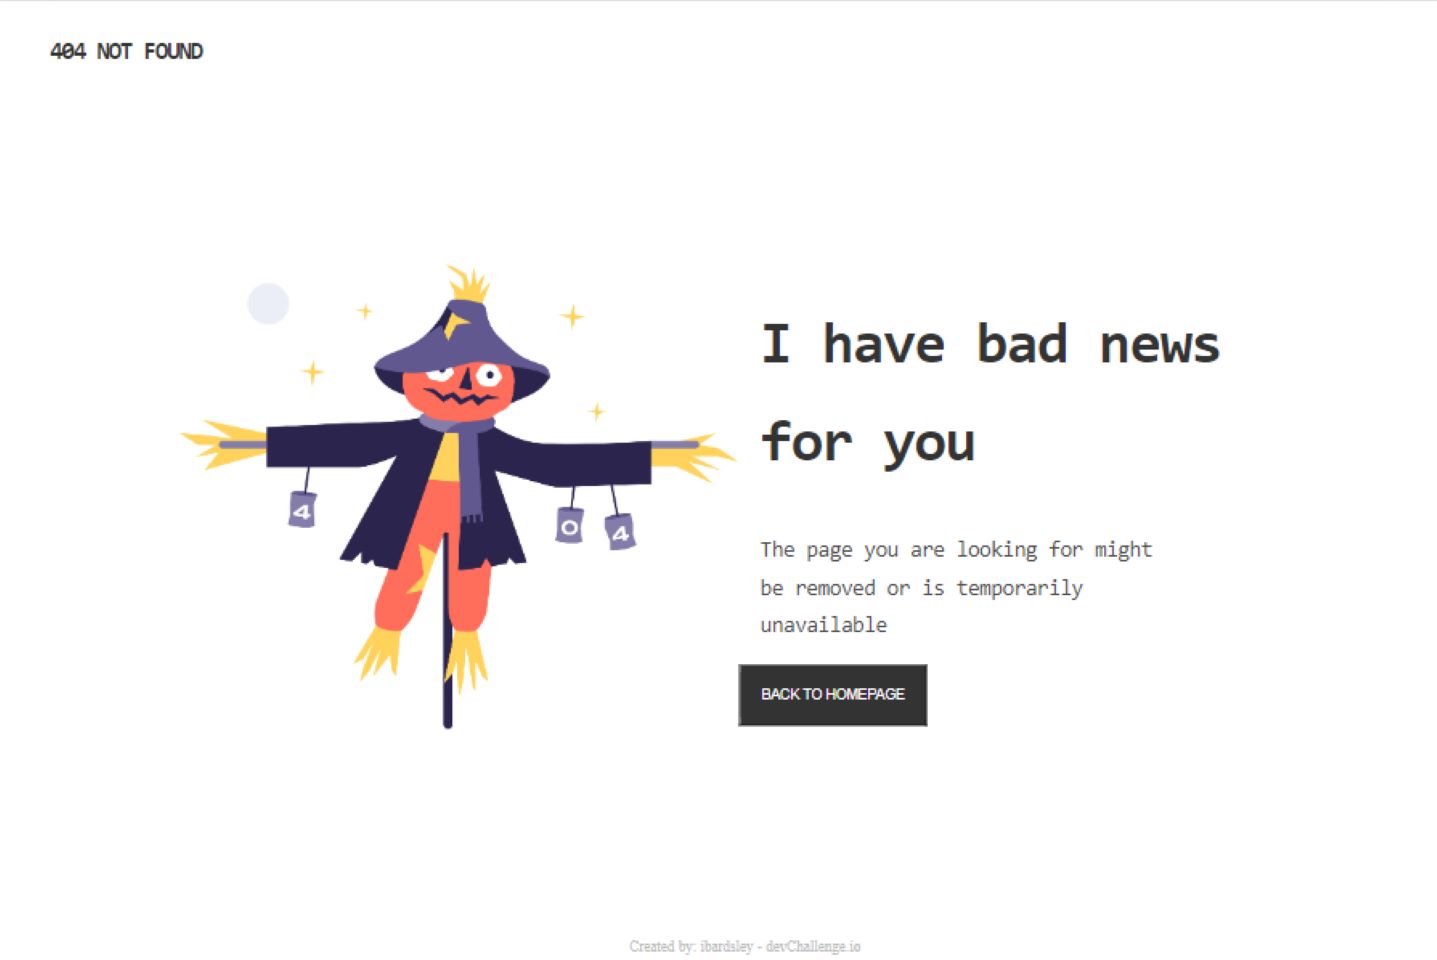 404 NOT FOUND
4
0
4
I have bad news
for you
The page you are looking for might
be removed or is temporarily
unavailable
BACK TO HOMEPAGE
Created by: ibardsley - devChallenge.io